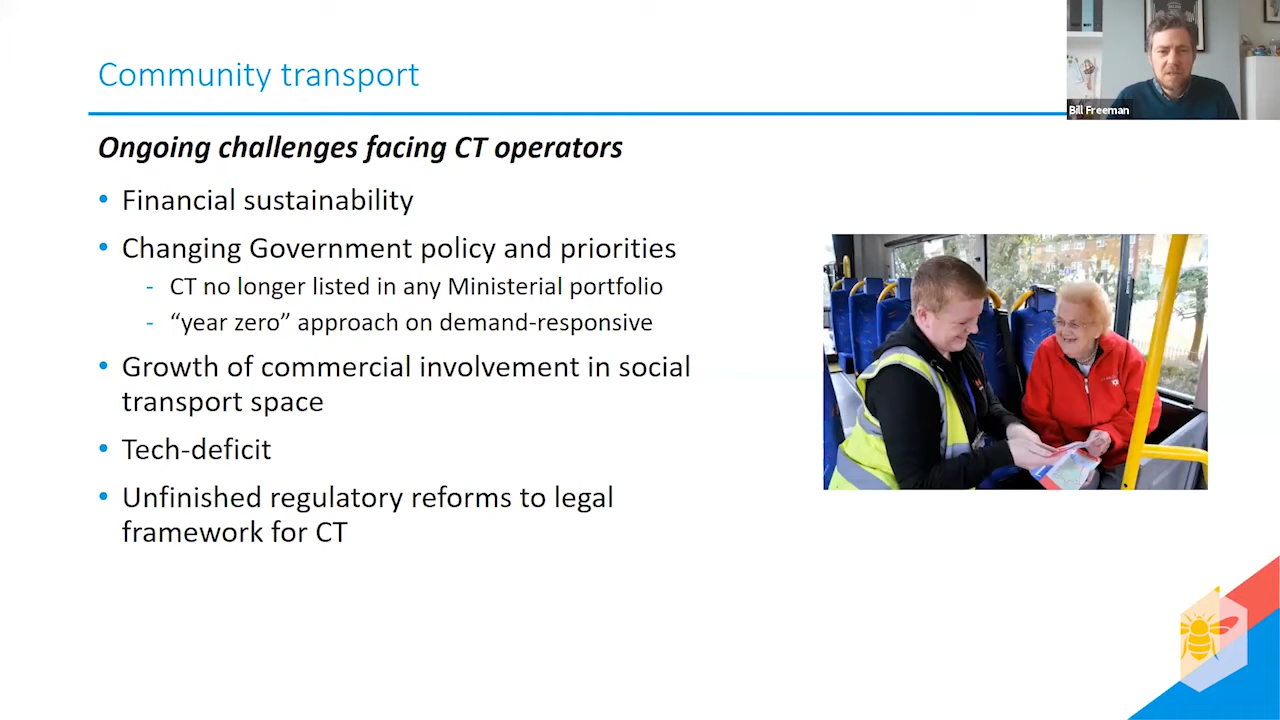 Community transport
Bill Freeman
Ongoing challenges facing CT operators
• Financial sustainability
• Changing Government policy and priorities
- CT no longer listed in any Ministerial portfolio
- “year zero” approach on demand-responsive
• Growth of commercial involvement in social
transport space
• Tech-deficit
• Unfinished regulatory reforms to legal
framework for CT